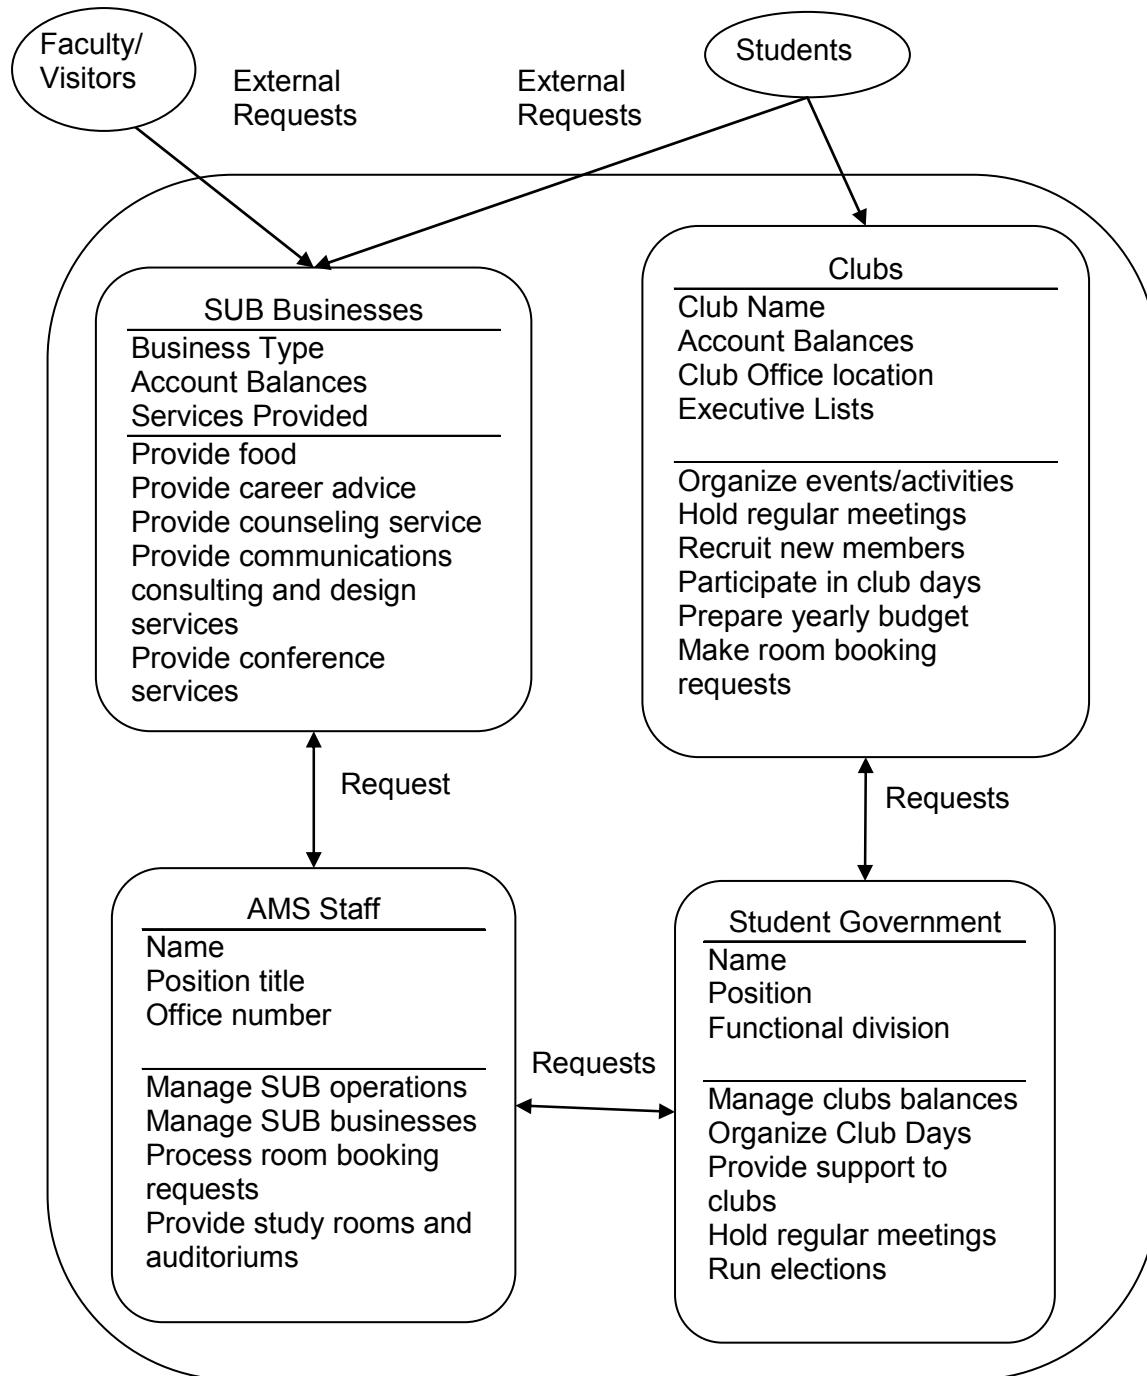 Faculty/
Visitors
External
Requests
External
Requests
Students
SUB Businesses
Business Type
Account Balances
Services Provided
Provide food
Provide career advice
Provide counseling service
Provide communications
consulting and design
services
Provide conference
services
Clubs
Club Name
Account Balances
Club Office location
Executive Lists
Organize events/activities
Hold regular meetings
Recruit new members
Participate in club days
Prepare yearly budget
Make room booking
requests
Request
Requests
AMS Staff
Name
Position title
Office number
Manage SUB operations
Manage SUB businesses
Process room booking
requests
Provide study rooms and
auditoriums
Requests
Student Government
Name
Position
Functional division
Manage clubs balances
Organize Club Days
Provide support to
clubs
Hold regular meetings
Run elections